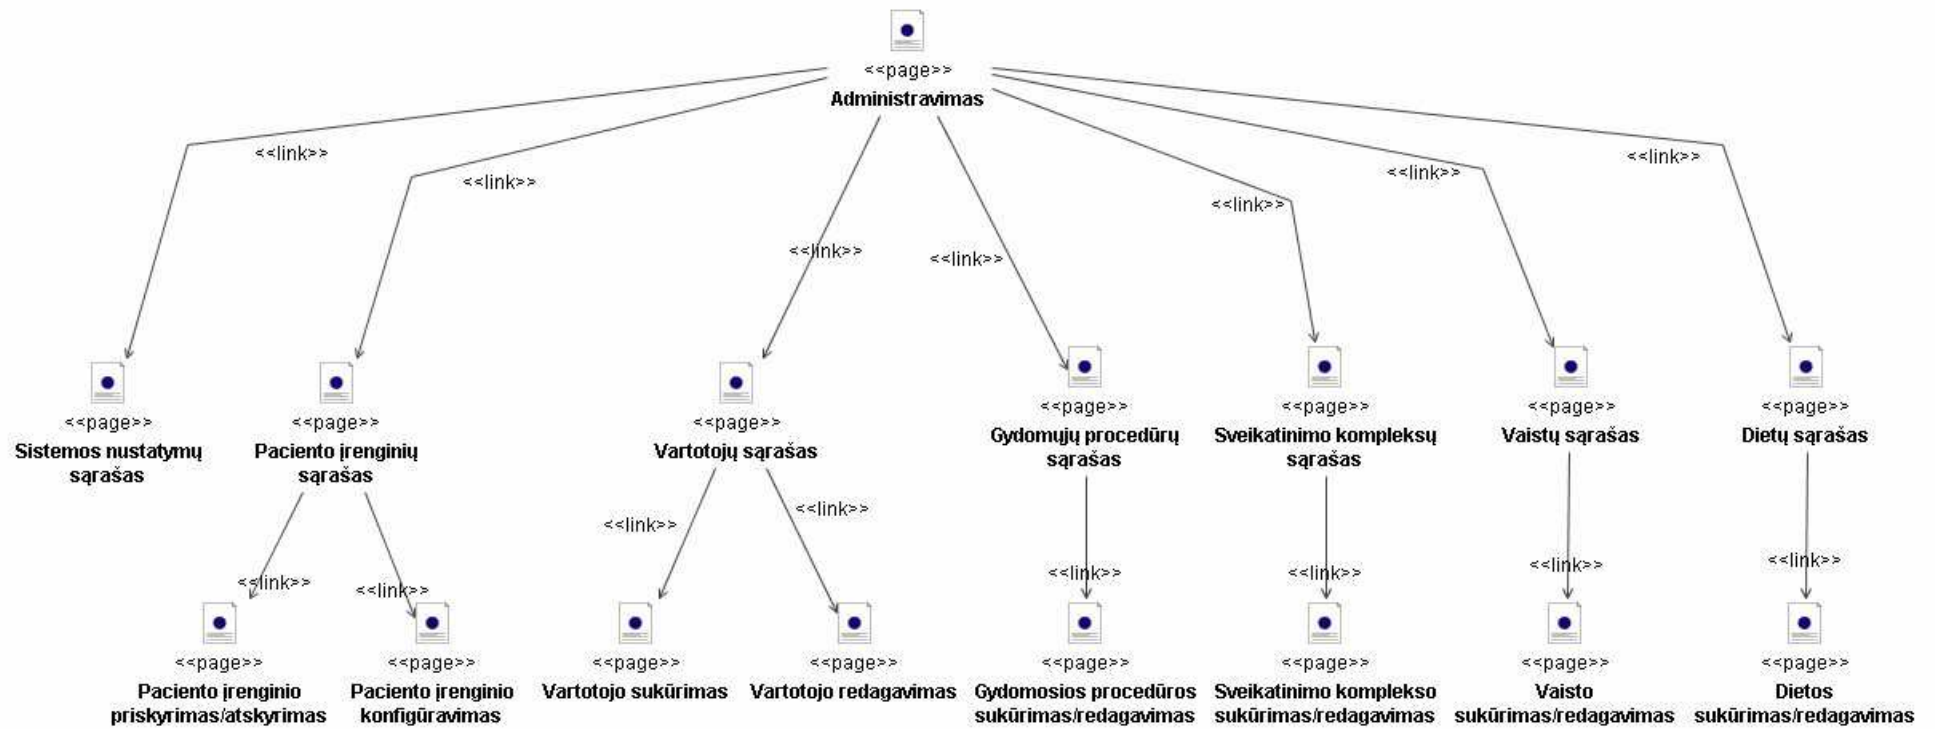 <<page>>
Administravimas
<<link>>
<<link>>
<<link>>
<<link>>
<<link>>
<<link>>
<<link>>
<<page>>
Sistemos nustatymų
sąrašas
<<page>>
Paciento įrenginių
sąrašas
<<page>>
Vartotojų sąrašas
<<page>>
Gydomųjų procedūrų
sąrašas
<<page>>
Sveikatinimo kompleksų
sąrašas
<<page>>
Vaistų sąrašas
<<page>>
Dietų sąrašas
<<link>>
<<link>>
<<link>>
<<link>>
<<link>>
<<link>>
<<link>>
<<link>>
<<page>>
Paciento įrenginio
priskyrimas/atskyrimas
<<page>>
Paciento įrenginio
konfigūravimas
<<page>>
Vartotojo sukūrimas
<<page>>
Vartotojo redagavimas
<<page>>
Gydomosios procedūros
sukūrimas/redagavimas
<<page>>
Sveikatinimo komplekso
sukūrimas/redagavimas
<<page>>
Vaisto
sukūrimas/redagavimas
<<page>>
Dietos
sukūrimas/redagavimas